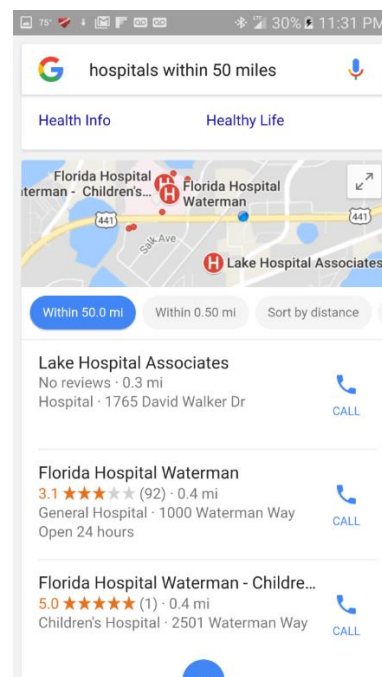 75° 30% 11:31 PM
G hospitals within 50 miles
Health Info Healthy Life
Florida Hospital
terman - Children's...
Florida Hospital
Waterman
441
441
Salk Ave
H Lake Hospital Associates
Within 50.0 mi Within 0.50 mi Sort by distance
Lake Hospital Associates
No reviews · 0.3 mi
Hospital · 1765 David Walker Dr
CALL
Florida Hospital Waterman
3.1 ★★★★★ (92) · 0.4 mi
General Hospital · 1000 Waterman Way
Open 24 hours
CALL
Florida Hospital Waterman - Childre...
5.0 ★★★★★ (1) · 0.4 mi
Children's Hospital · 2501 Waterman Way
CALL